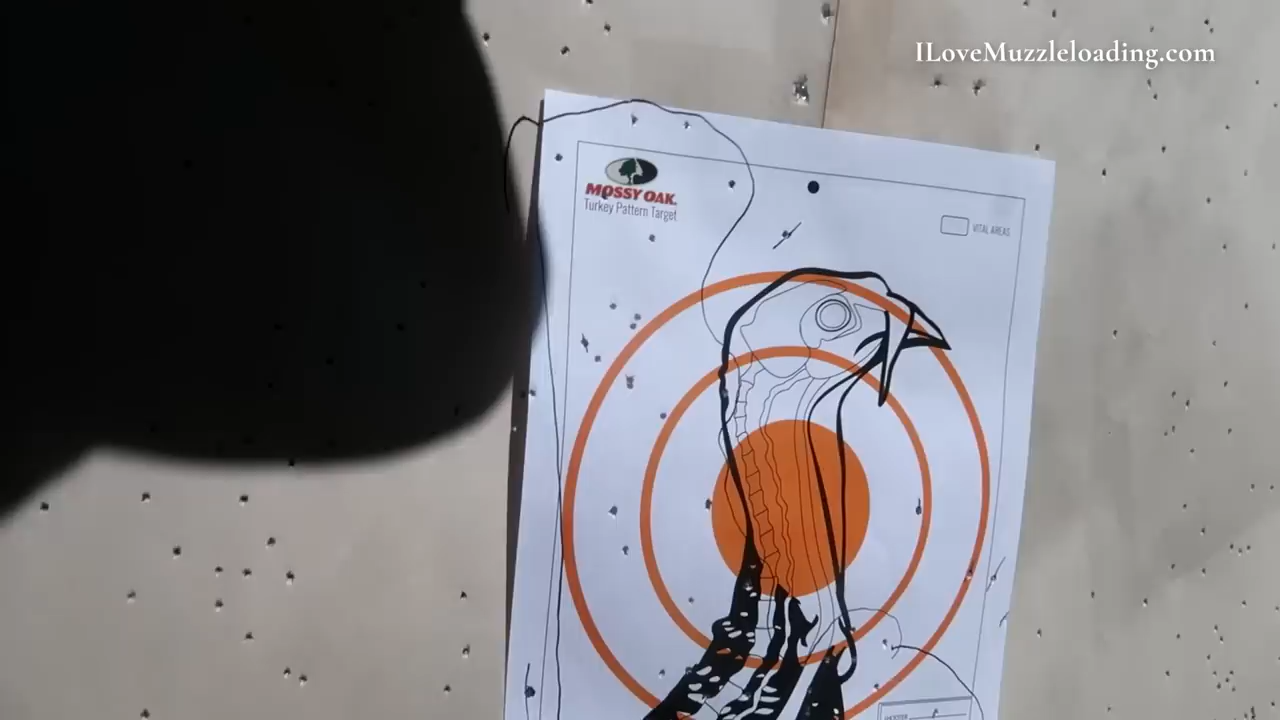 ILoveMuzzleloading.com
MOSSY OAK.
Turkey Pattern Target
VITAL AREAS